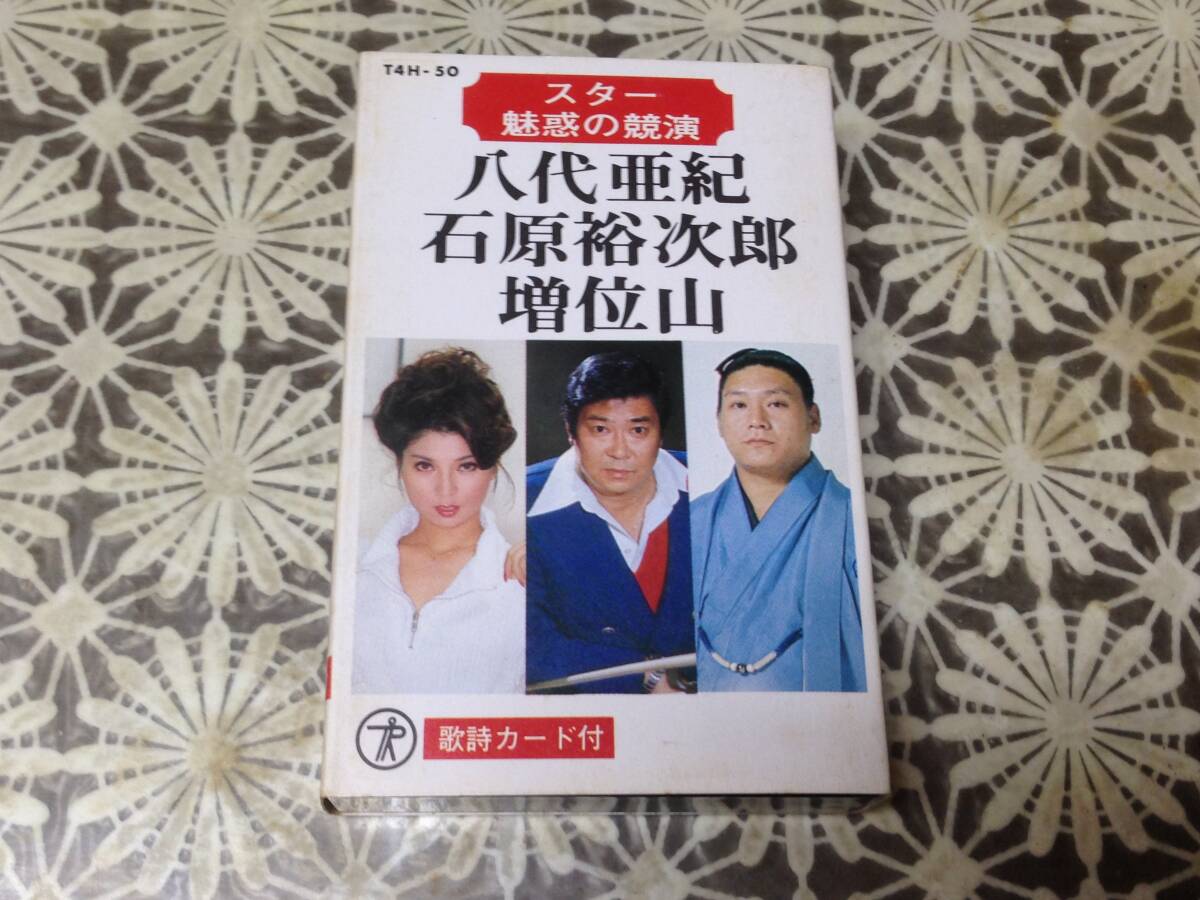 T4H-50
スター
魅惑の競演
八代亜紀
石原裕次郎
増位山
歌詩カード付